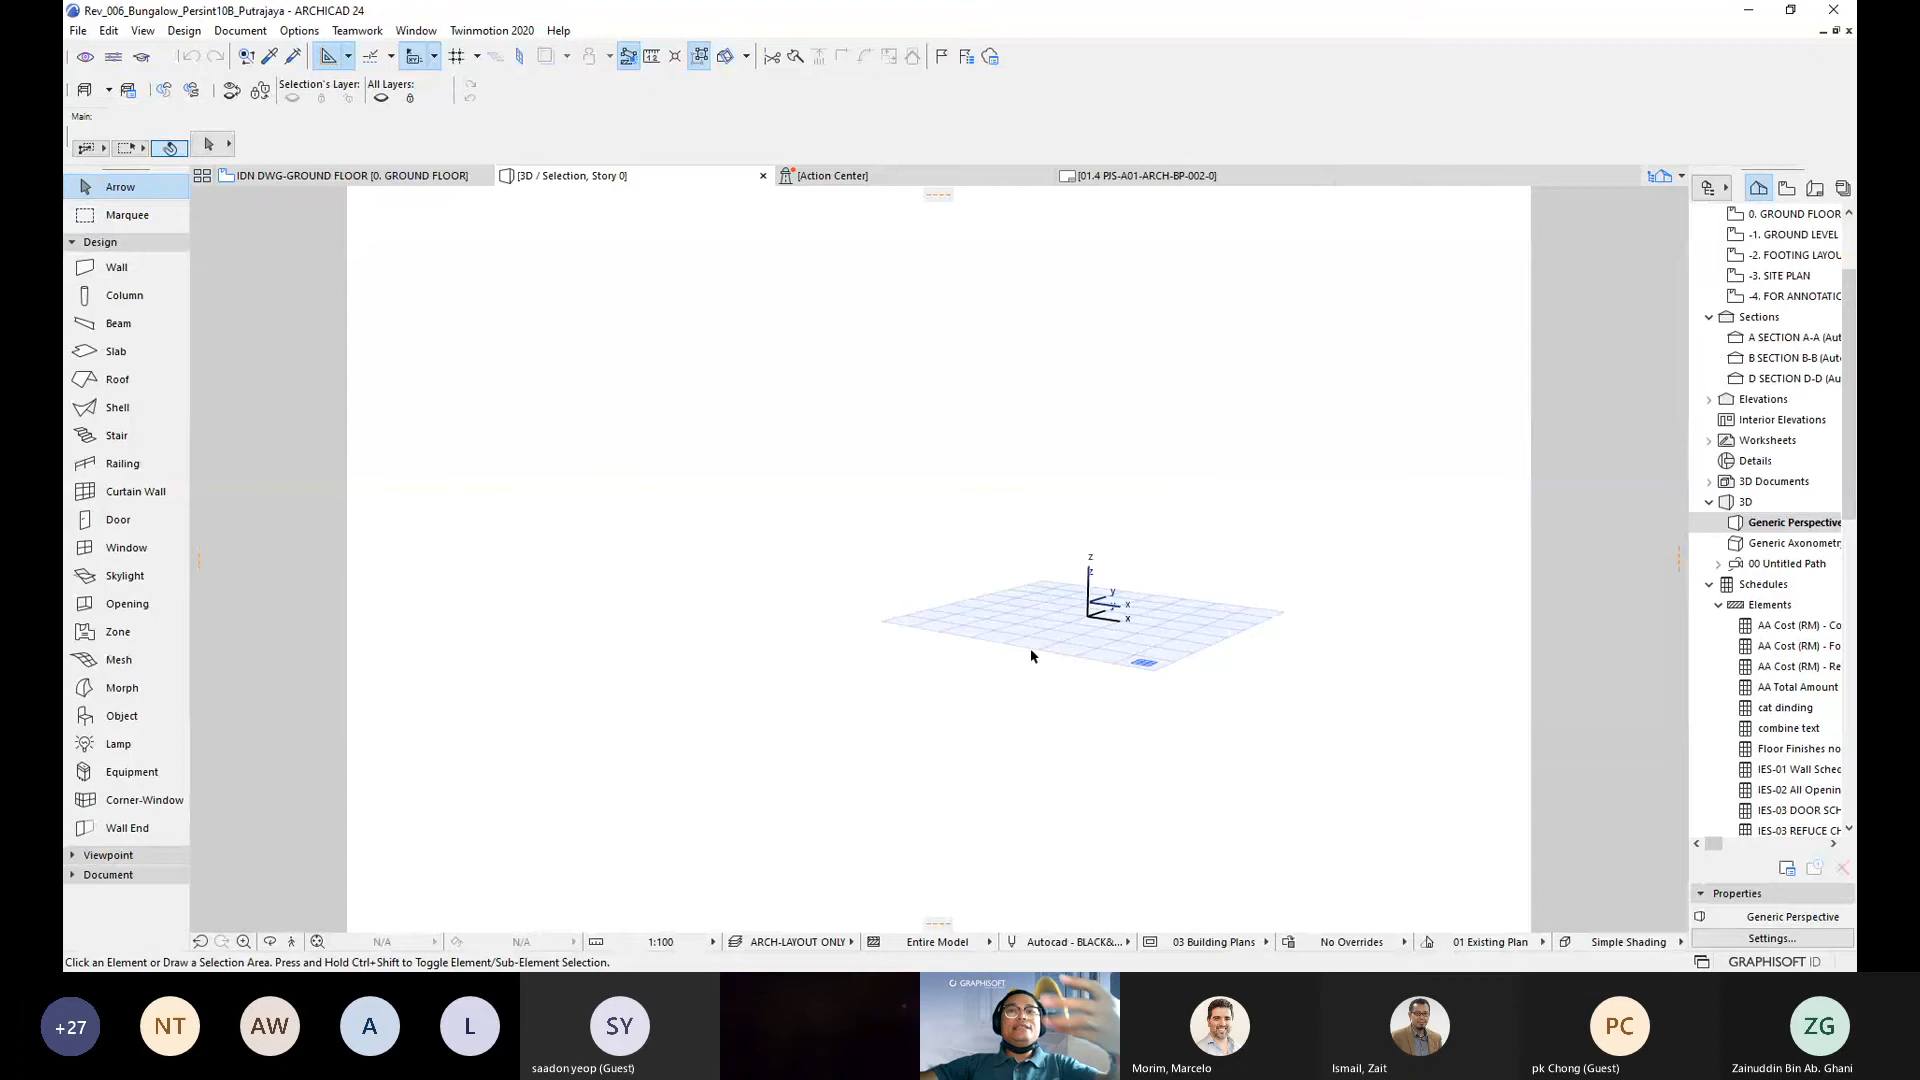 Rev_006_Bungalow_Persint10B_Putrajaya - ARCHICAD 24
File Edit View Design Document Options Teamwork Window Twinmotion 2020 Help
Selection's Layer: All Layers:
Main:
IDN DWG-GROUND FLOOR [0. GROUND FLOOR]
[3D / Selection, Story 0]
[Action Center]
[01.4 PJS-A01-ARCH-BP-002-0]
Arrow
Marquee
Design
Wall
Column
Beam
Slab
Roof
Shell
Stair
Railing
Curtain Wall
Door
Window
Skylight
Opening
Zone
Mesh
Morph
Object
Lamp
Equipment
Corner-Window
Wall End
Viewpoint
Document
z
z
y
x
y
x
0. GROUND FLOOR
-1. GROUND LEVEL
-2. FOOTING LAYOU
-3. SITE PLAN
-4. FOR ANNOTATIC
Sections
A SECTION A-A (Aut
B SECTION B-B (Aut
D SECTION D-D (Au
Elevations
Interior Elevations
Worksheets
Details
3D Documents
3D
Generic Perspective
Generic Axonometr
00 Untitled Path
Schedules
Elements
AA Cost (RM) - Co
AA Cost (RM) - Fo
AA Cost (RM) - Re
AA Total Amount
cat dinding
combine text
Floor Finishes no
IES-01 Wall Sched
IES-02 All Openin
IES-03 DOOR SCH
IES-03 REFUCE CH
Properties
Generic Perspective
Settings...
N/A N/A 1:100 ARCH-LAYOUT ONLY Entire Model Autocad - BLACK&... 03 Building Plans No Overrides 01 Existing Plan Simple Shading
Click an Element or Draw a Selection Area. Press and Hold Ctrl+Shift to Toggle Element/Sub-Element Selection.
GRAPHISOFT ID
+27
NT
AW
A
L
SY
saadon yeop (Guest)
GRAPHISOFT
Morim, Marcelo
Ismail, Zait
PC
pk Chong (Guest)
ZG
Zainuddin Bin Ab. Ghani